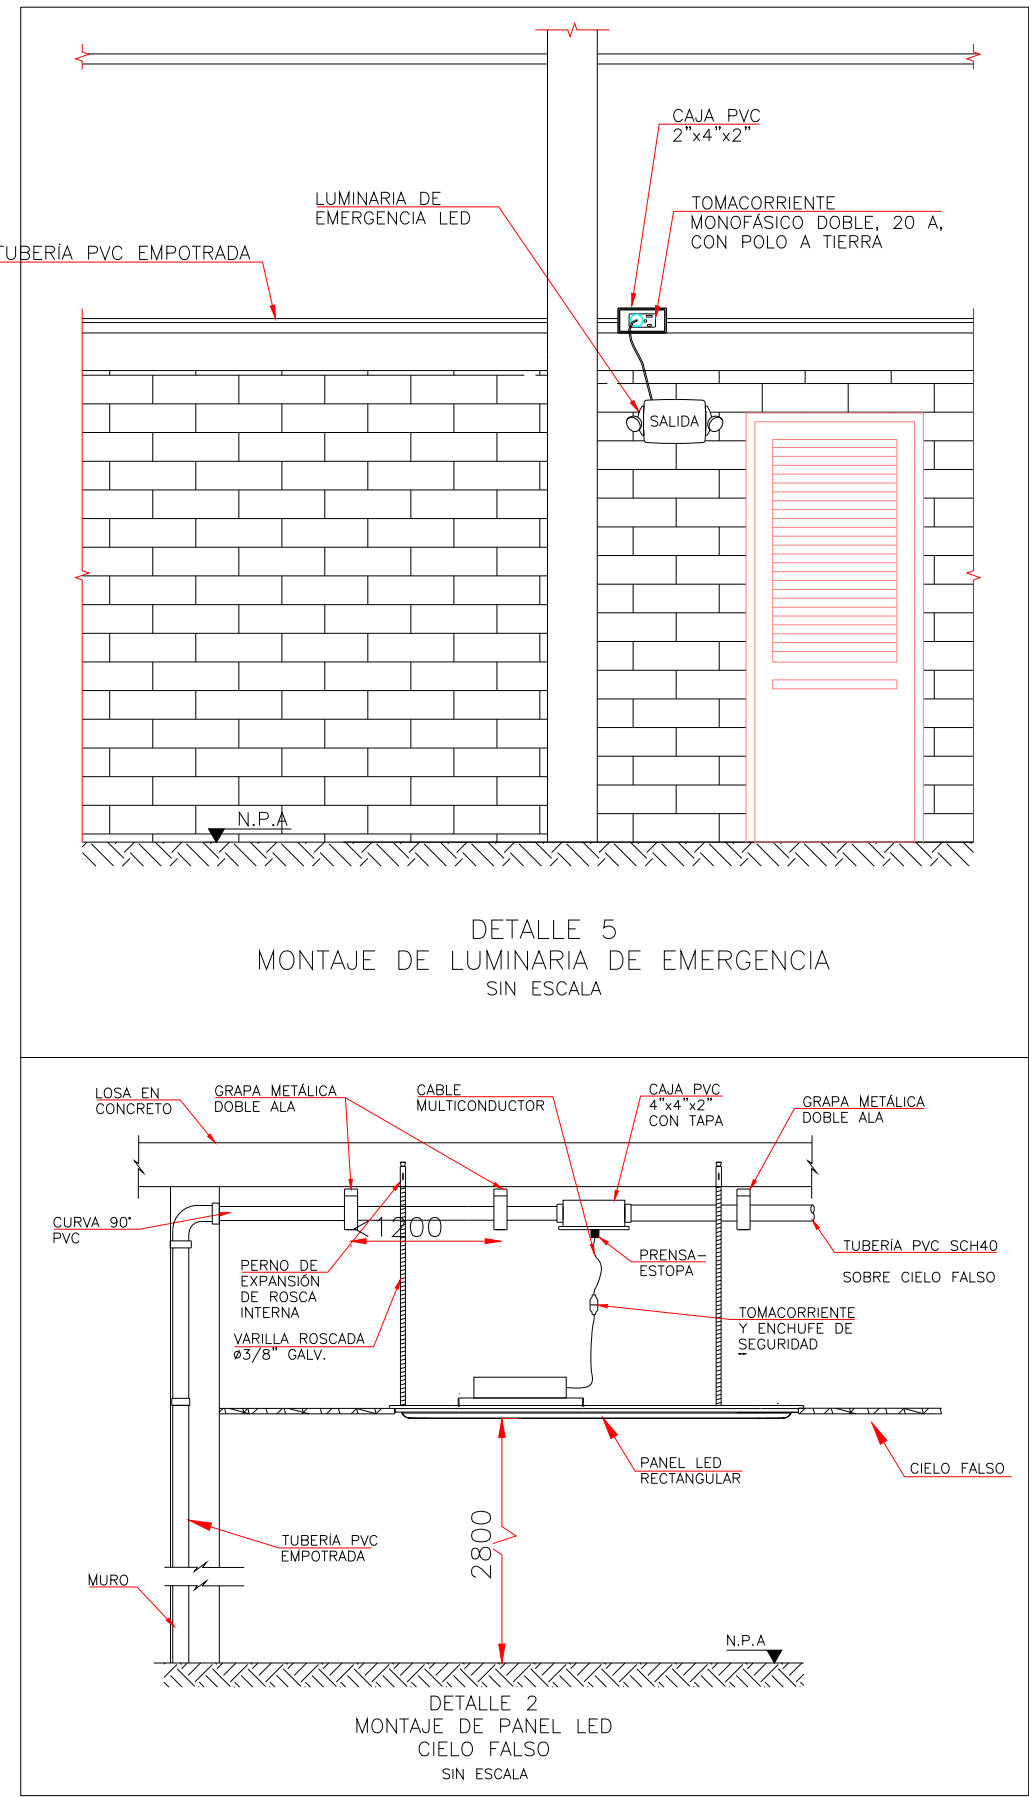 CAJA PVC
2"x4"x2"
LUMINARIA DE
EMERGENCIA LED
TOMACORRIENTE
MONOFÁSICO DOBLE, 20 A,
CON POLO A TIERRA
TUBERÍA PVC EMPOTRADA
SALIDA
N.P.A
DETALLE 5
MONTAJE DE LUMINARIA DE EMERGENCIA
SIN ESCALA
LOSA EN
CONCRETO
GRAPA METÁLICA
DOBLE ALA
CABLE
MULTICONDUCTOR
CAJA PVC
4"x4"x2"
CON TAPA
GRAPA METÁLICA
DOBLE ALA
CURVA 90°
PVC
1200
PERNO DE
EXPANSIÓN
DE ROSCA
INTERNA
PRENSA-
ESTOPA
TUBERÍA PVC SCH40
SOBRE CIELO FALSO
VARILLA ROSCADA
ø3/8" GALV.
TOMACORRIENTE
Y ENCHUFE DE
SEGURIDAD
PANEL LED
RECTANGULAR
CIELO FALSO
2800
TUBERÍA PVC
EMPOTRADA
MURO
N.P.A
DETALLE 2
MONTAJE DE PANEL LED
CIELO FALSO
SIN ESCALA